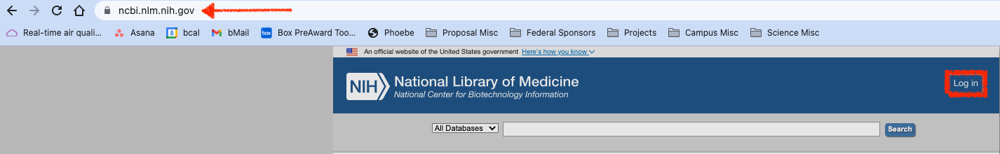 ncbi.nlm.nih.gov
Real-time air quali... Asana 8 bcal M bMail box Box PreAward Too... Phoebe Proposal Misc Federal Sponsors Projects Campus Misc Science Misc
An official website of the United States government Here's how you know
NIH National Library of Medicine
National Center for Biotechnology Information
Log in
All Databases Search